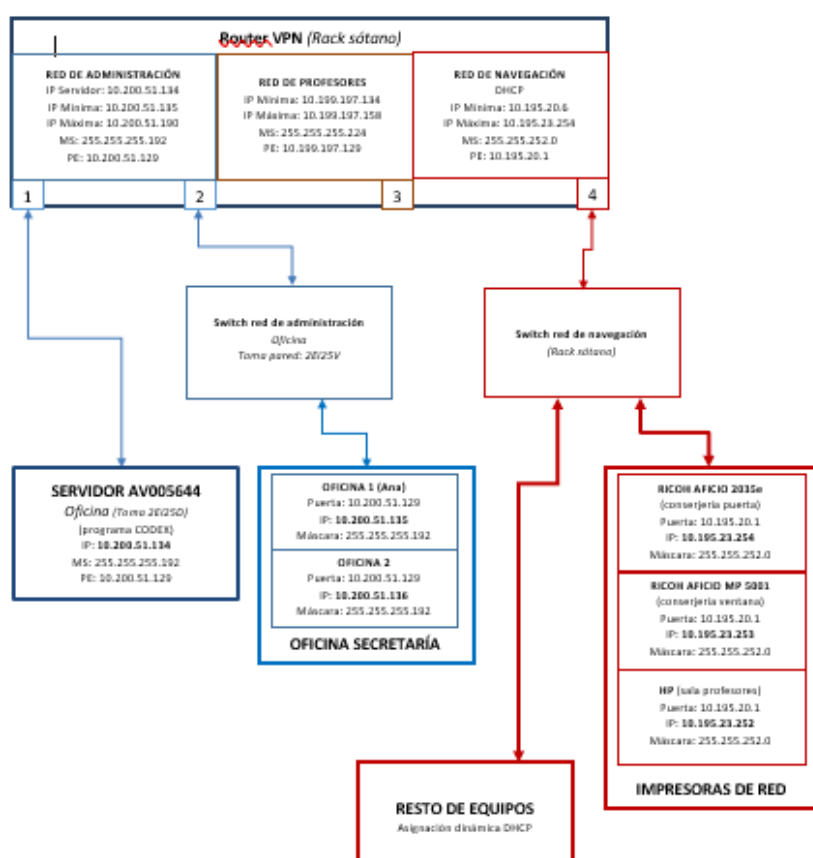 Router VPN (Rack sótano)
RED DE ADMINISTRACIÓN
IP Servidor: 10.200.51.134
IP Mínima: 10.200.51.135
IP Máxima: 10.200.51.190
MS: 255.255.255.192
PE: 10.200.51.129
RED DE PROFESORES
IP Mínima: 10.199.197.134
IP Máxima: 10.199.197.158
MS: 255.255.255.224
PE: 10.199.197.129
RED DE NAVEGACIÓN
DHCP
IP Mínima: 10.195.20.6
IP Máxima: 10.195.23.254
MS: 255.255.252.0
PE: 10.195.20.1
1
2
3
4
Switch red de administración
Oficina
Toma pared: 2EI25V
Switch red de navegación
(Rack sótano)
SERVIDOR AV005644
Oficina (Toma 2EI25D)
(programa CODEX)
IP: 10.200.51.134
MS: 255.255.255.192
PE: 10.200.51.129
OFICINA 1 (Ana)
Puerta: 10.200.51.129
IP: 10.200.51.135
Máscara: 255.255.255.192
OFICINA 2
Puerta: 10.200.51.129
IP: 10.200.51.136
Máscara: 255.255.255.192
OFICINA SECRETARÍA
RICOH AFICIO 2035e
(conserjería puerta)
Puerta: 10.195.20.1
IP: 10.195.23.254
Máscara: 255.255.252.0
RICOH AFICIO MP 5001
(conserjería ventana)
Puerta: 10.195.20.1
IP: 10.195.23.253
Máscara: 255.255.252.0
HP (sala profesores)
Puerta: 10.195.20.1
IP: 10.195.23.252
Máscara: 255.255.252.0
IMPRESORAS DE RED
RESTO DE EQUIPOS
Asignación dinámica DHCP